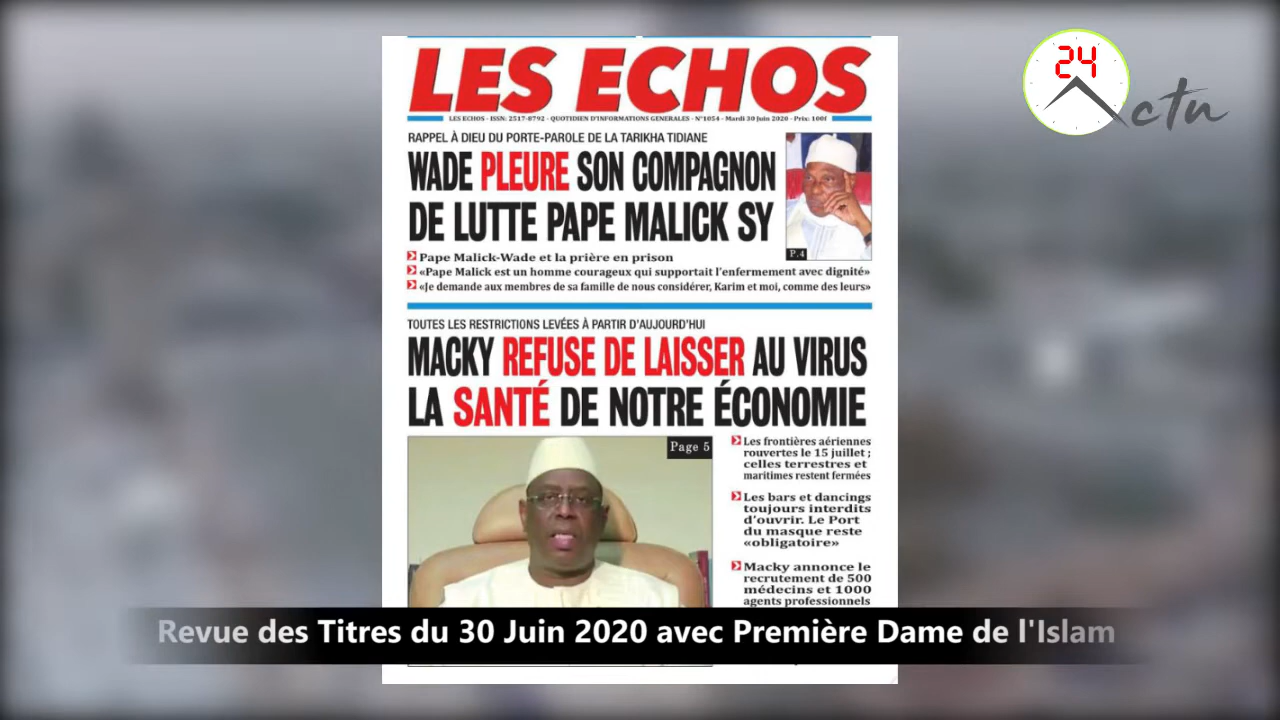 24
Actu
LES ECHOS
LES ECHOS - ISSN: 2517-8792 - QUOTIDIEN D'INFORMATIONS GENERALES - N°1054 - Mardi 30 Juin 2020 - Prix: 100f
RAPPEL À DIEU DU PORTE-PAROLE DE LA TARIKHA TIDIANE
WADE PLEURE SON COMPAGNON
DE LUTTE PAPE MALICK SY
P.4
Pape Malick-Wade et la prière en prison
«Pape Malick est un homme courageux qui supportait l'enfermement avec dignité»
«Je demande aux membres de sa famille de nous considérer, Karim et moi, comme des leurs»
TOUTES LES RESTRICTIONS LEVÉES À PARTIR D'AUJOURD'HUI
MACKY REFUSE DE LAISSER AU VIRUS
LA SANTÉ DE NOTRE ÉCONOMIE
Page 5
Les frontières aériennes
rouvertes le 15 juillet ;
celles terrestres et
maritimes restent fermées
Les bars et dancings
toujours interdits
d'ouvrir. Le Port
du masque reste
«obligatoire»
Macky annonce le
recrutement de 500
médecins et 1000
agents professionnels
Revue des Titres du 30 Juin 2020 avec Première Dame de l'Islam